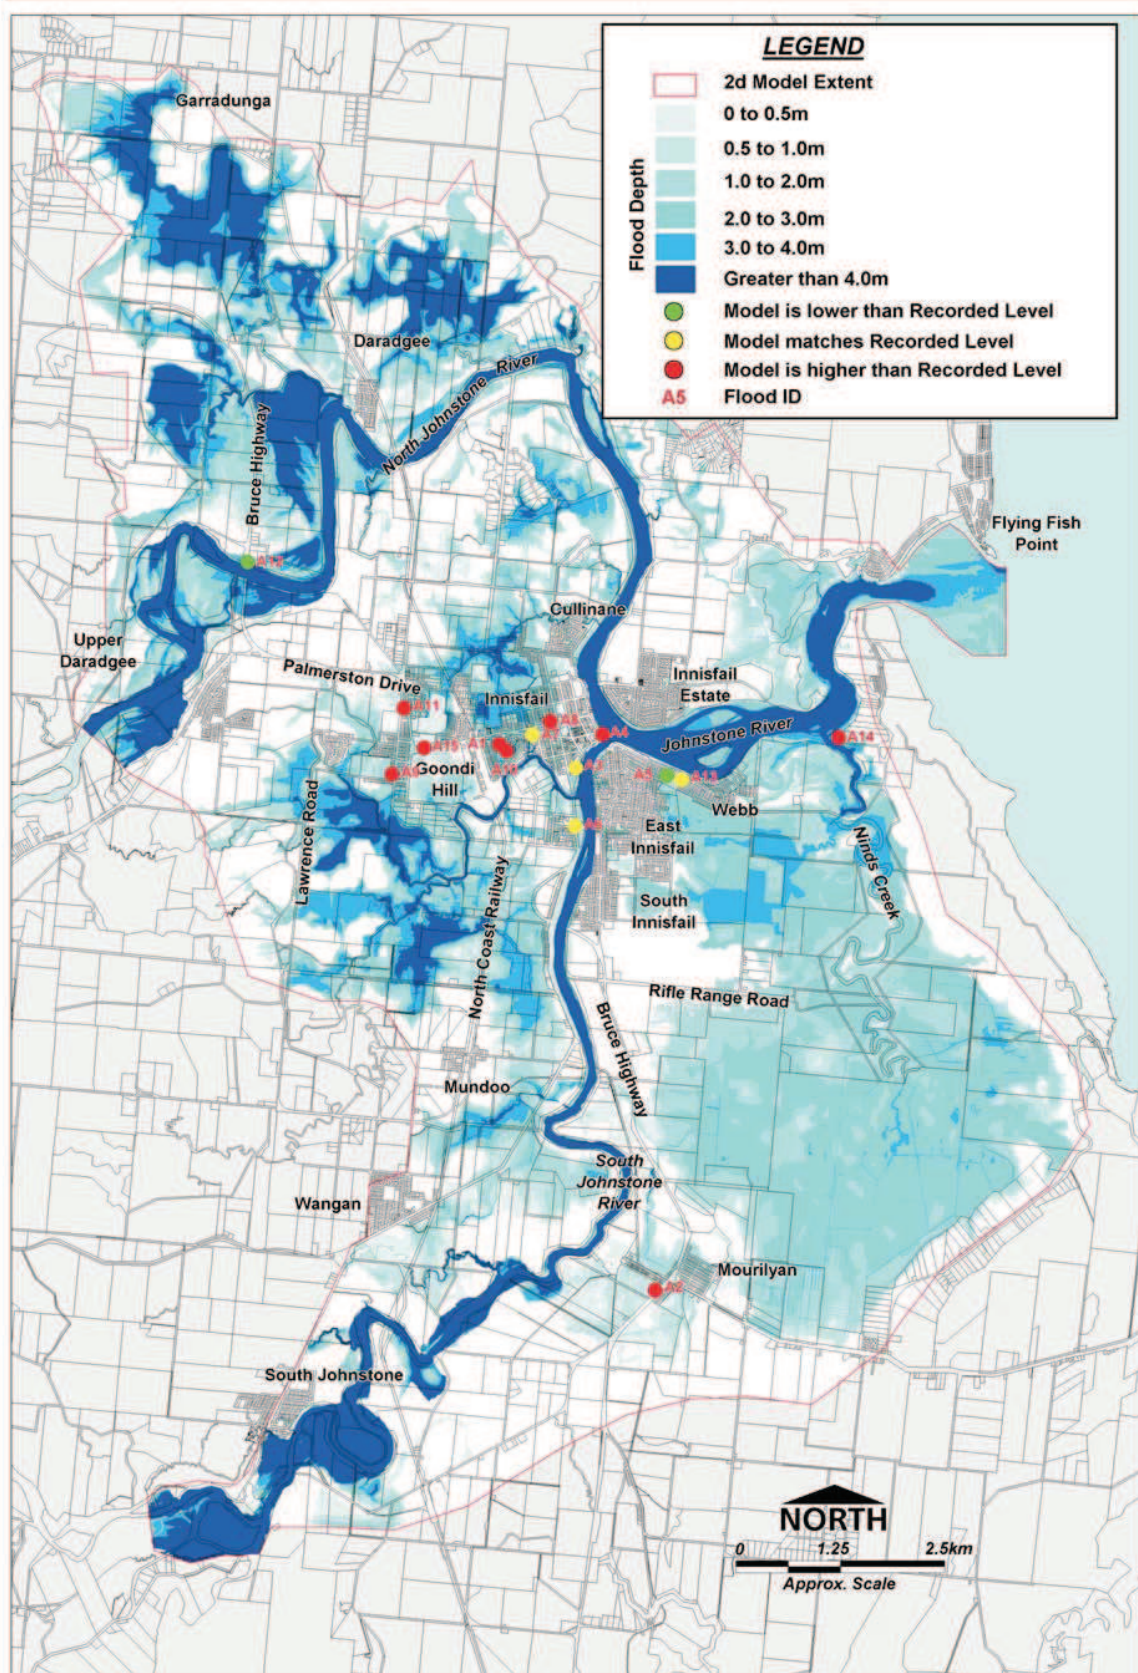 LEGEND
2d Model Extent
0 to 0.5m
0.5 to 1.0m
1.0 to 2.0m
2.0 to 3.0m
3.0 to 4.0m
Greater than 4.0m
Flood Depth
Model is lower than Recorded Level
Model matches Recorded Level
Model is higher than Recorded Level
A5 Flood ID
Garradunga
Daradgee
North Johnstone River
Bruce Highway
Flying Fish
Point
A12
Upper
Daradgee
Cullinane
Palmerston Drive
Innisfail
Innisfail
Estate
A11
A8
A7
A4
Johnstone River
A14
A15
A1
A10
A9
Goondi
Hill
A3
A5
A13
Webb
Lawrence Road
A6
East
Innisfail
Ninds Creek
South
Innisfail
North Coast Railway
Rifle Range Road
Bruce Highway
Mundoo
South
Johnstone
River
Wangan
Mourilyan
A2
South Johnstone
NORTH
0 1.25 2.5km
Approx. Scale